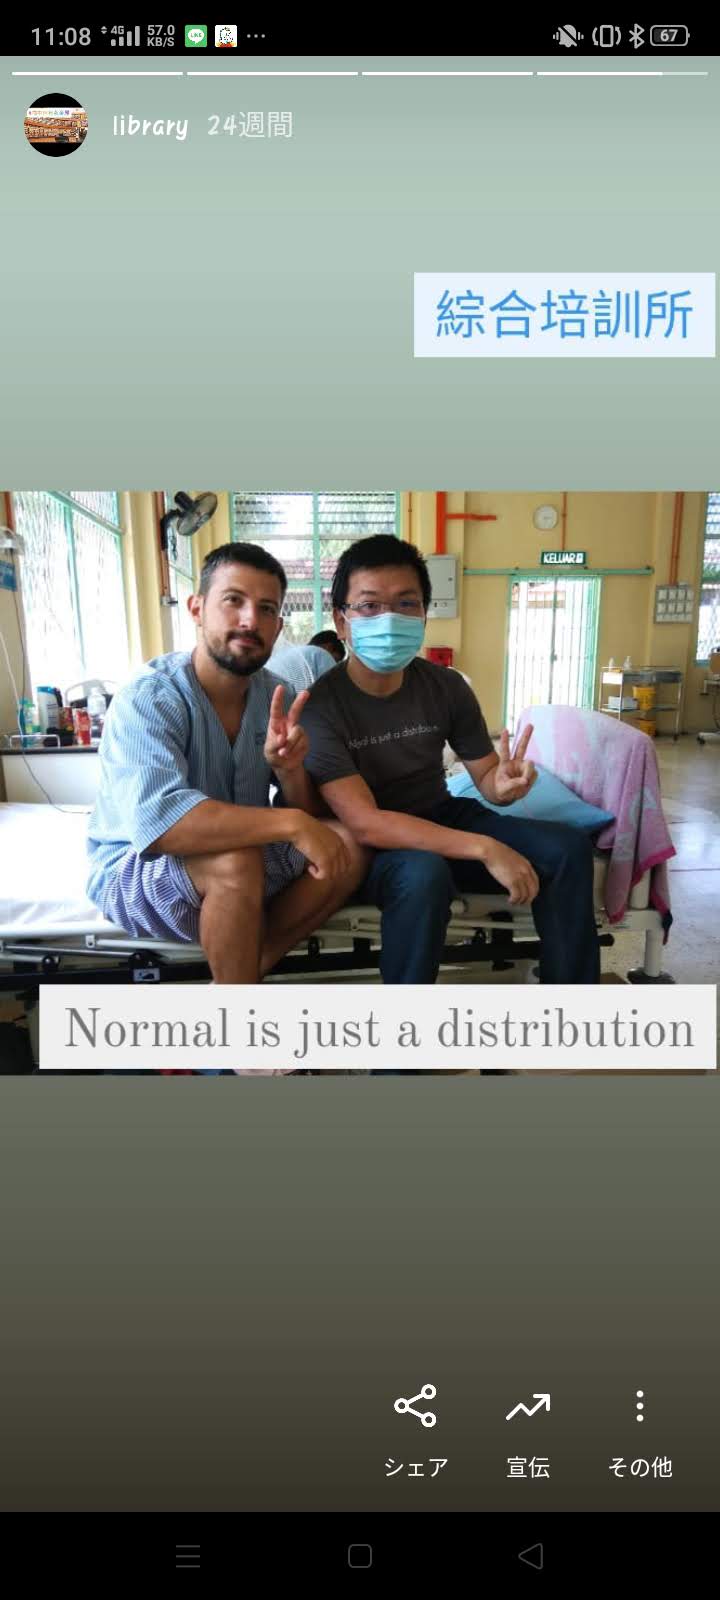 11:08 4G 57.0 KB/S LINE ... 67
library 24週間
綜合培訓所
KELUAR
Normal is just a distribution
Normal is just a distribution
シェア 宣伝 その他